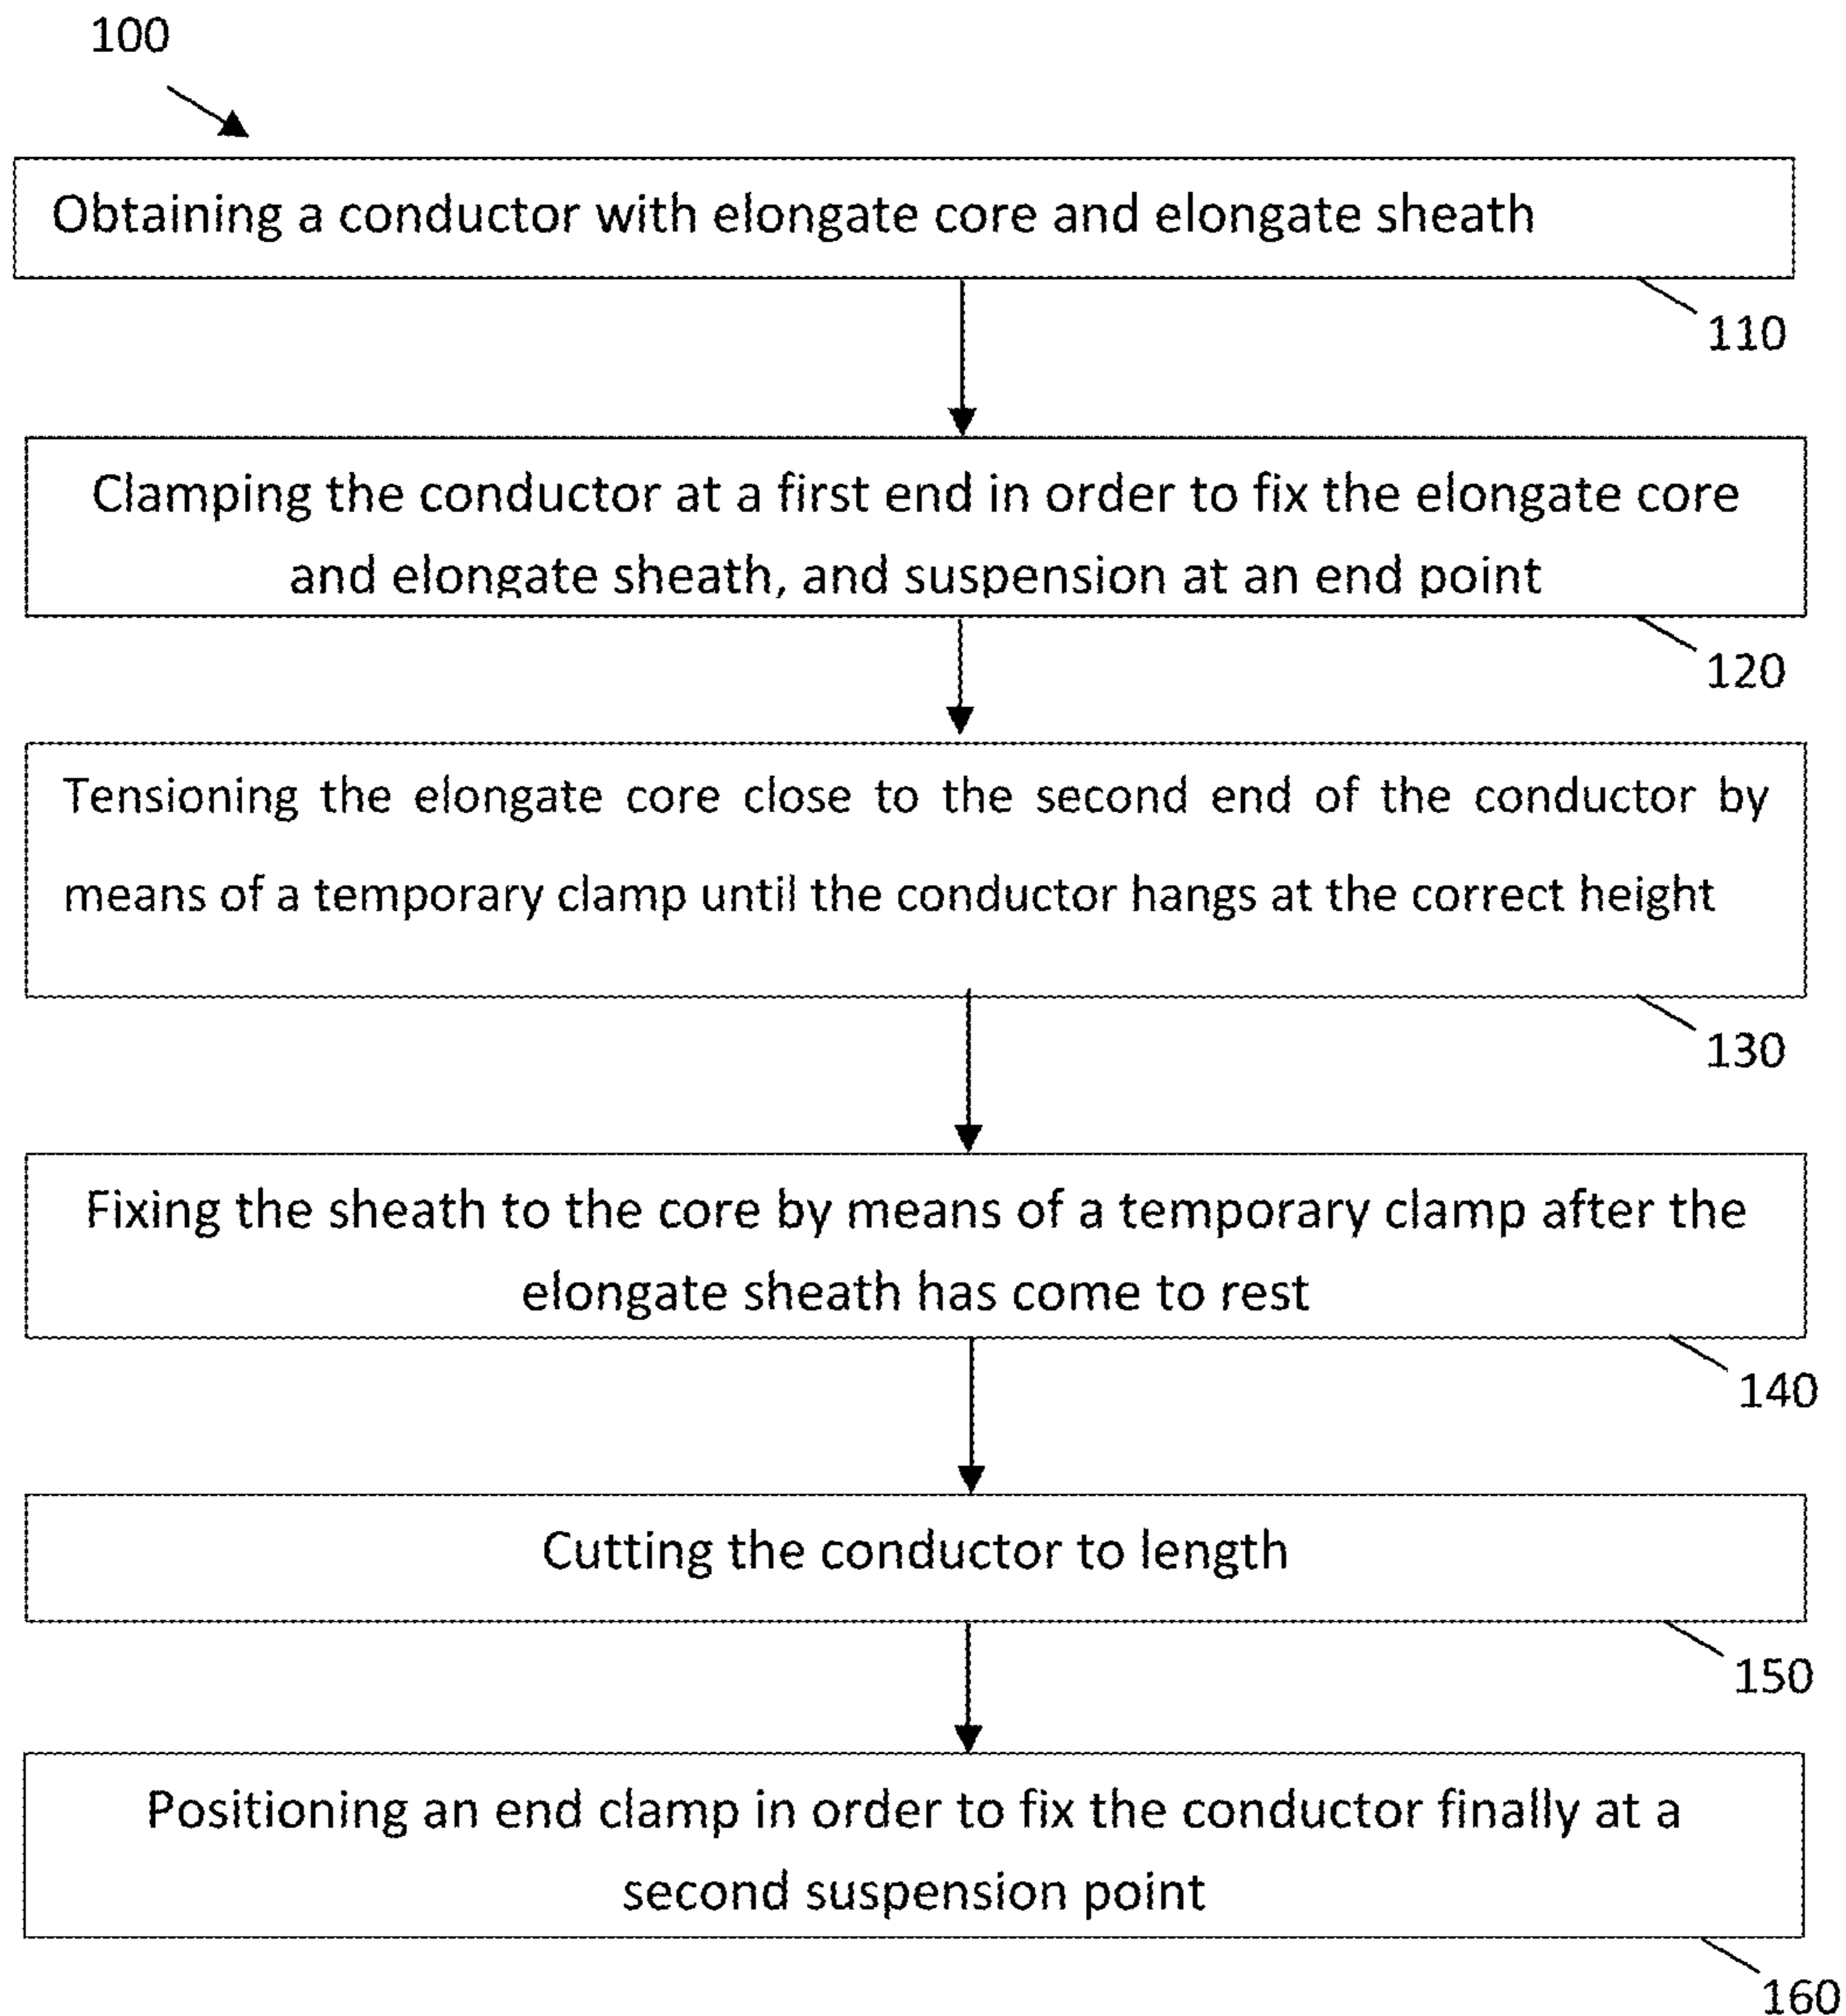 100
Obtaining a conductor with elongate core and elongate sheath
110
Clamping the conductor at a first end in order to fix the elongate core
and elongate sheath, and suspension at an end point
120
Tensioning the elongate core close to the second end of the conductor by
means of a temporary clamp until the conductor hangs at the correct height
130
Fixing the sheath to the core by means of a temporary clamp after the
elongate sheath has come to rest
140
Cutting the conductor to length
150
Positioning an end clamp in order to fix the conductor finally at a
second suspension point
160